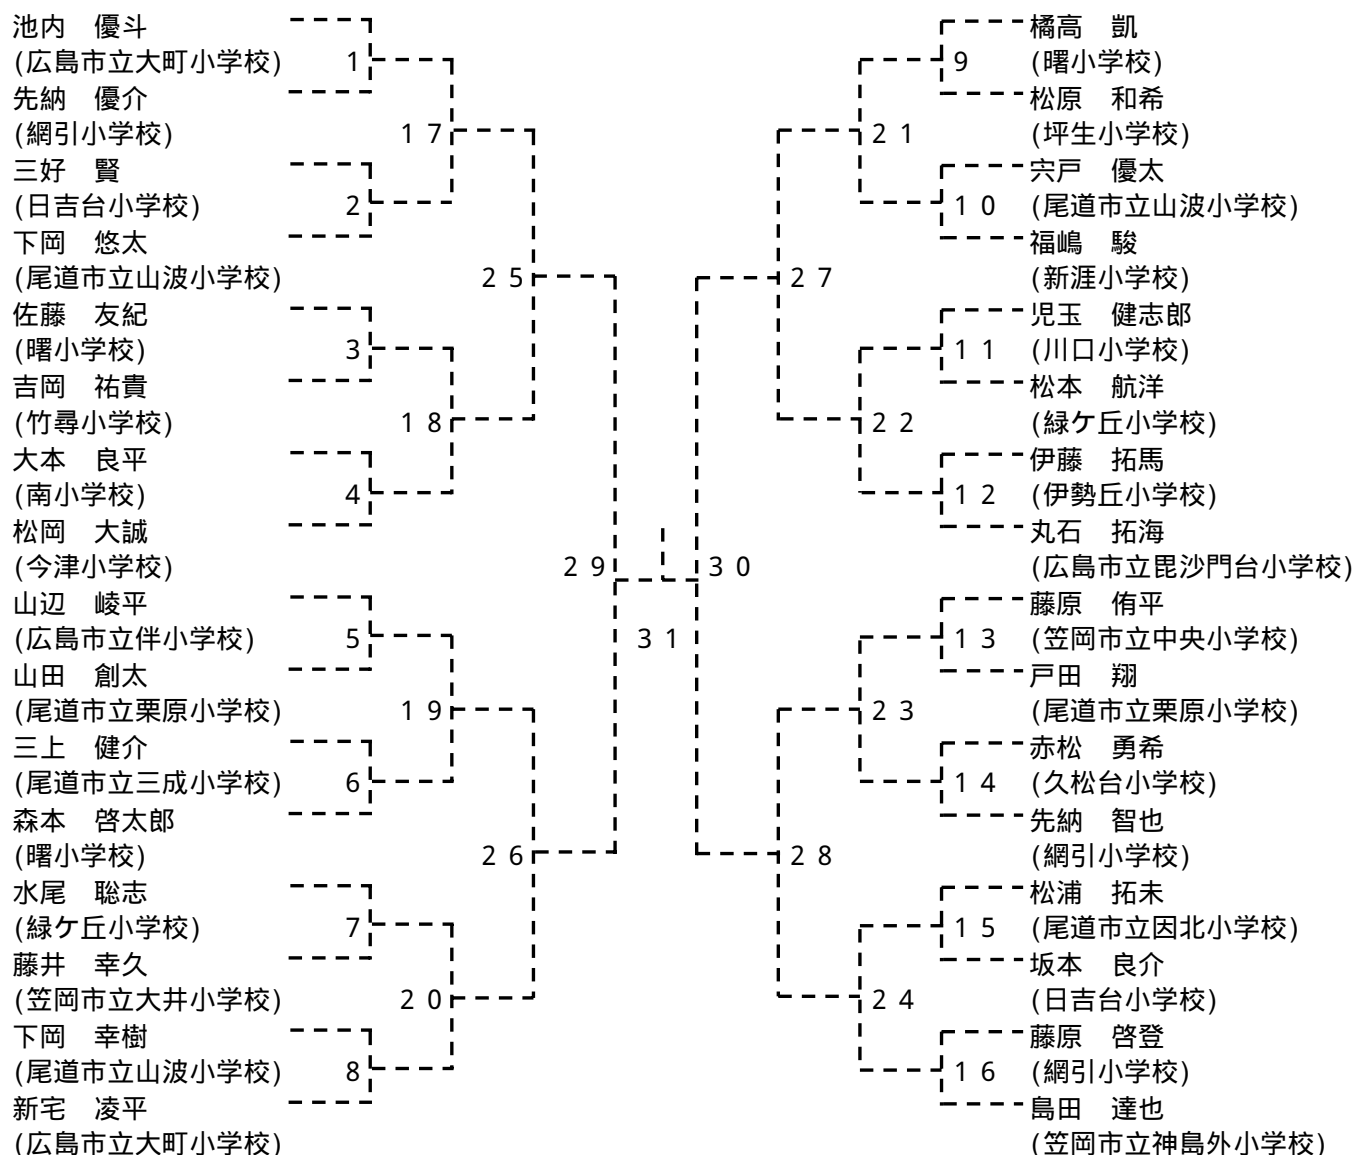 池内　優斗
(広島市立大町小学校)
1
先納　優介
(網引小学校)
17
三好　賢
(日吉台小学校)
2
下岡　悠太
(尾道市立山波小学校)
25
佐藤　友紀
(曙小学校)
3
吉岡　祐貴
(竹尋小学校)
18
大本　良平
(南小学校)
4
松岡　大誠
(今津小学校)
29
山辺　崚平
(広島市立伴小学校)
5
31
山田　創太
(尾道市立栗原小学校)
19
三上　健介
(尾道市立三成小学校)
6
森本　啓太郎
(曙小学校)
26
水尾　聡志
(緑ケ丘小学校)
7
藤井　幸久
(笠岡市立大井小学校)
20
下岡　幸樹
(尾道市立山波小学校)
8
新宅　凌平
(広島市立大町小学校)
橘高　凱
9
(曙小学校)
松原　和希
21
(坪生小学校)
宍戸　優太
10
(尾道市立山波小学校)
福嶋　駿
27
(新涯小学校)
児玉　健志郎
11
(川口小学校)
松本　航洋
22
(緑ケ丘小学校)
伊藤　拓馬
12
(伊勢丘小学校)
丸石　拓海
30
(広島市立毘沙門台小学校)
藤原　侑平
13
(笠岡市立中央小学校)
戸田　翔
23
(尾道市立栗原小学校)
赤松　勇希
14
(久松台小学校)
先納　智也
28
(網引小学校)
松浦　拓未
15
(尾道市立因北小学校)
坂本　良介
24
(日吉台小学校)
藤原　啓登
16
(網引小学校)
島田　達也
(笠岡市立神島外小学校)